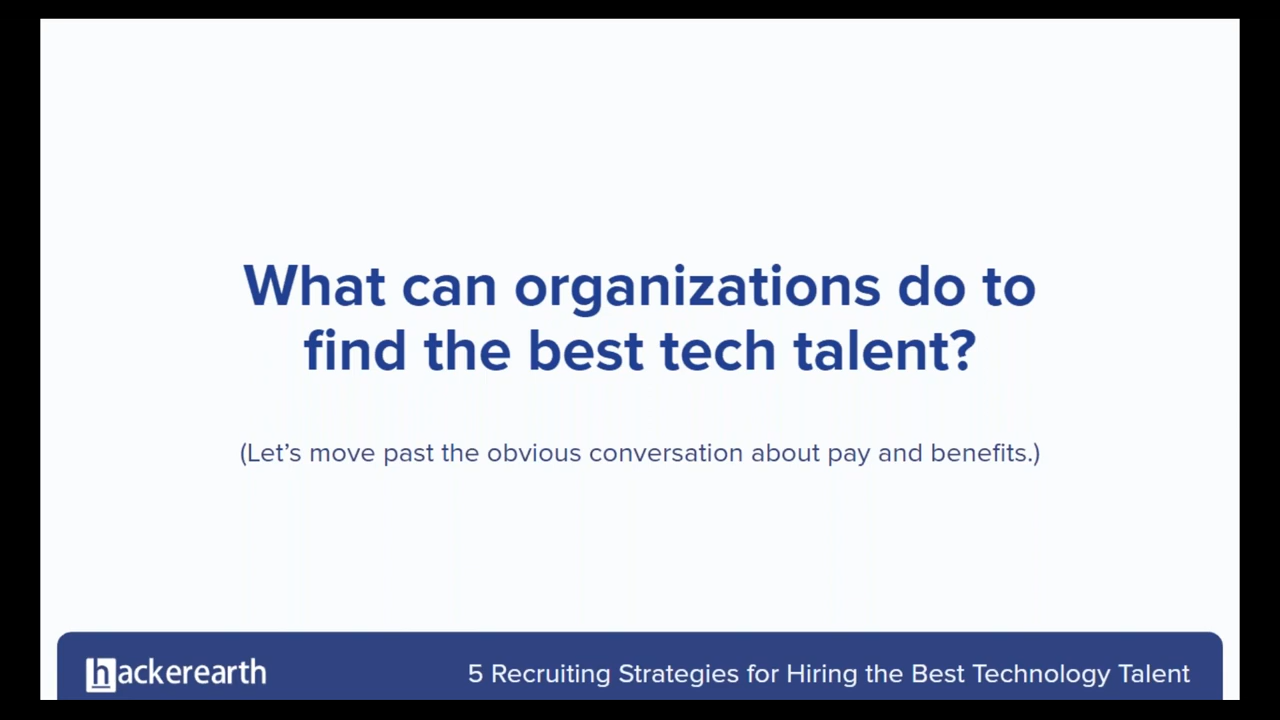 What can organizations do to
find the best tech talent?
(Let’s move past the obvious conversation about pay and benefits.)
hackerearth
5 Recruiting Strategies for Hiring the Best Technology Talent